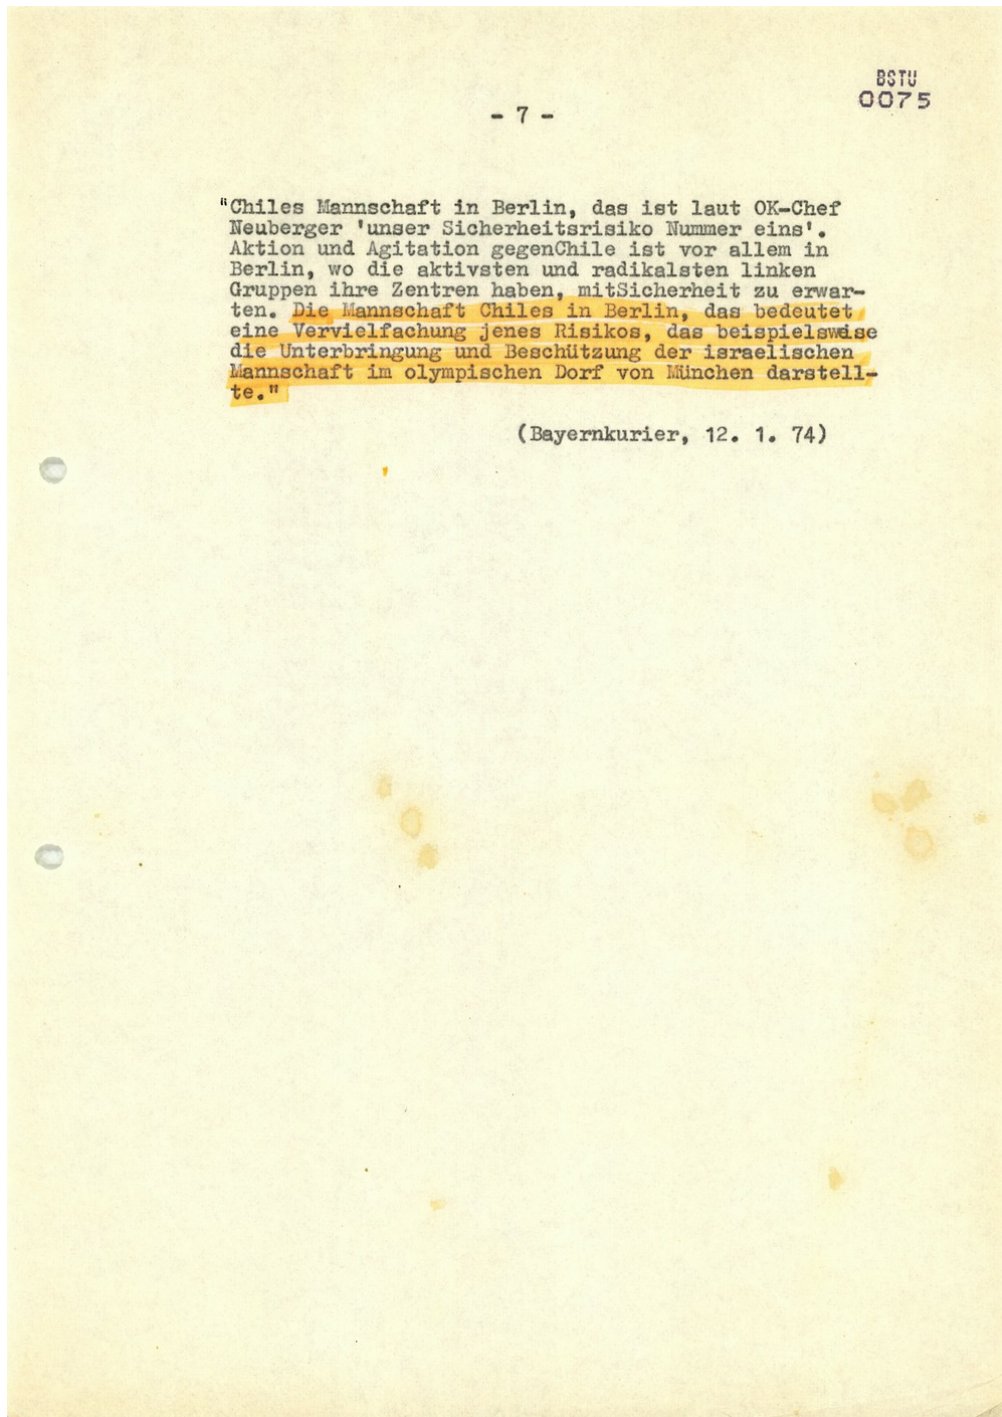 BSTU
0075
- 7 -
"Chiles Mannschaft in Berlin, das ist laut OK-Chef
Neuberger 'unser Sicherheitsrisiko Nummer eins'.
Aktion und Agitation gegenChile ist vor allem in
Berlin, wo die aktivsten und radikalsten linken
Gruppen ihre Zentren haben, mitSicherheit zu erwar-
ten. Die Mannschaft Chiles in Berlin, das bedeutet
eine Vervielfachung jenes Risikos, das beispielsweise
die Unterbringung und Beschützung der israelischen
Mannschaft im olympischen Dorf von München darstell-
te."
(Bayernkurier, 12. 1. 74)